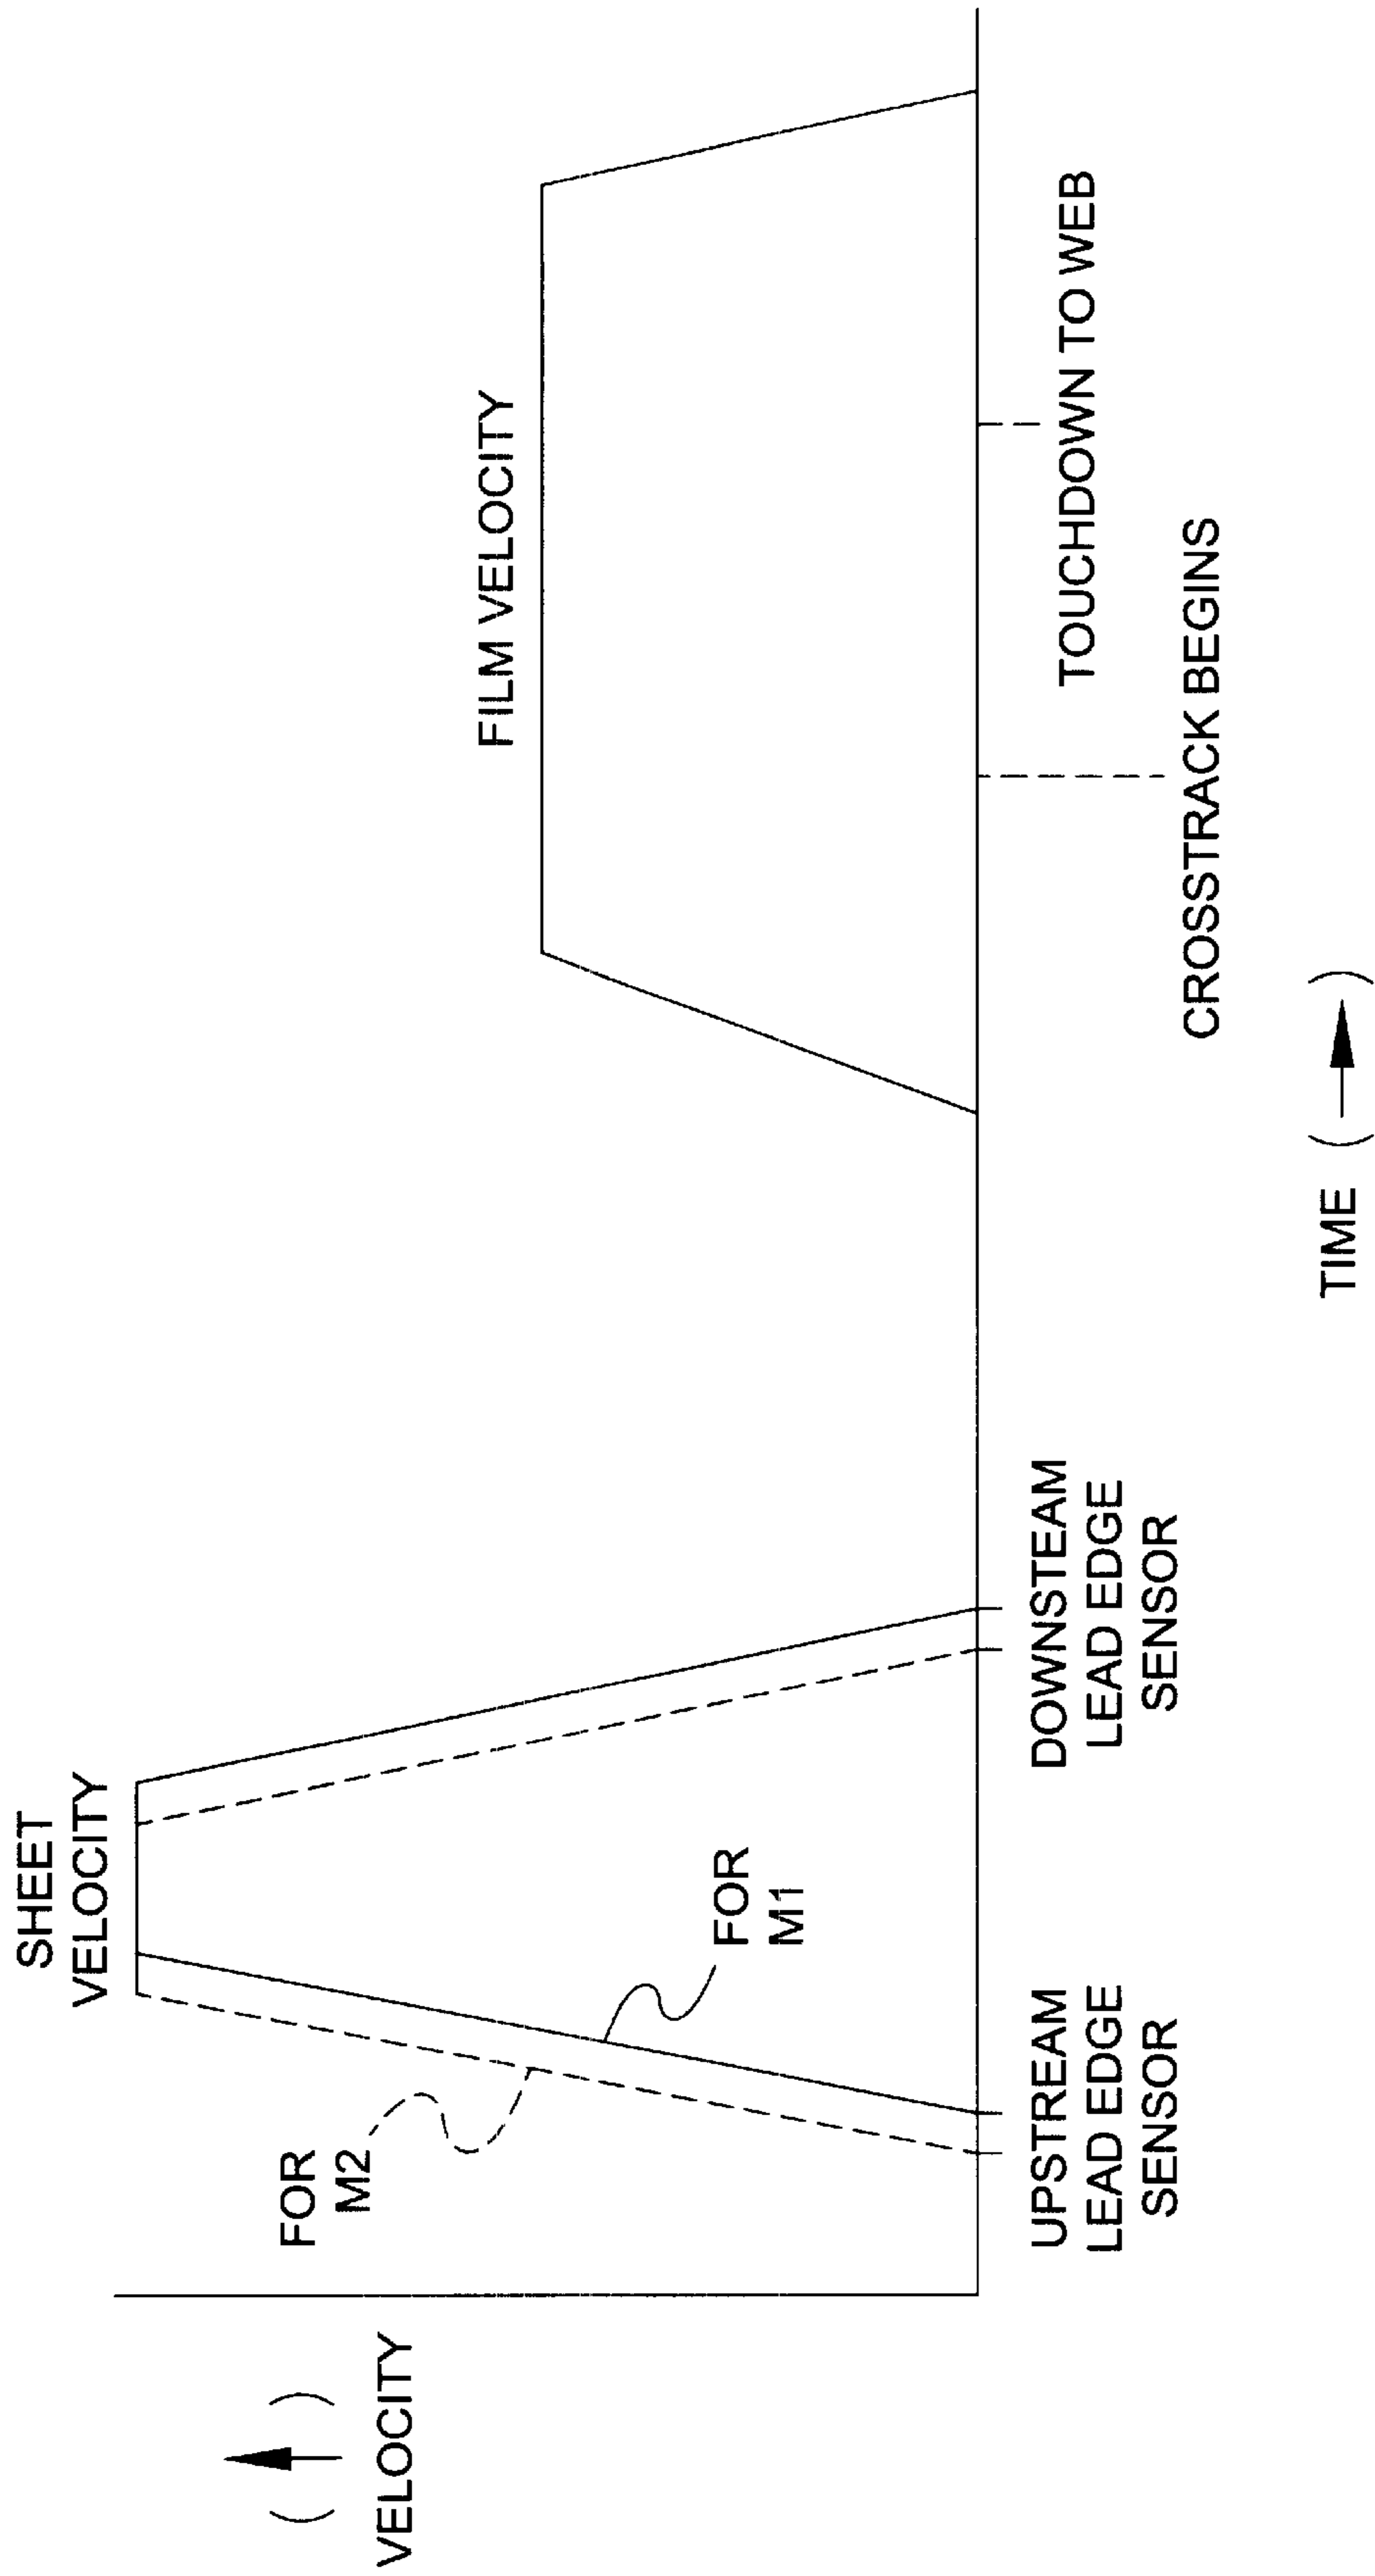 SHEET
VELOCITY
FOR
M2
FOR
M1
FILM VELOCITY
( )
VELOCITY
UPSTREAM
LEAD EDGE
SENSOR
DOWNSTEAM
LEAD EDGE
SENSOR
TOUCHDOWN TO WEB
CROSSTRACK BEGINS
TIME (→)